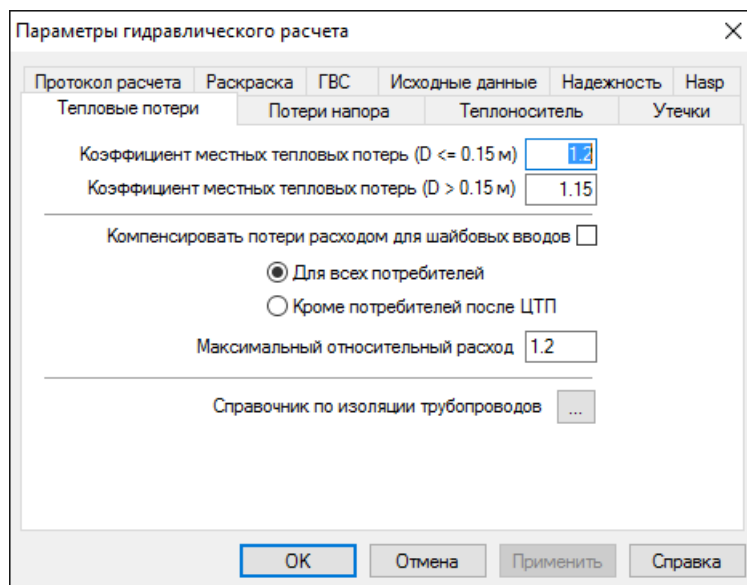 Параметры гидравлического расчета
Протокол расчета Раскраска ГВС Исходные данные Надежность Hasp
Тепловые потери Потери напора Теплоноситель Утечки
Коэффициент местных тепловых потерь (D <= 0.15 м) 1.2
Коэффициент местных тепловых потерь (D > 0.15 м) 1.15
Компенсировать потери расходом для шайбовых вводов
Для всех потребителей
Кроме потребителей после ЦТП
Максимальный относительный расход 1.2
Справочник по изоляции трубопроводов ...
OK Отмена Применить Справка